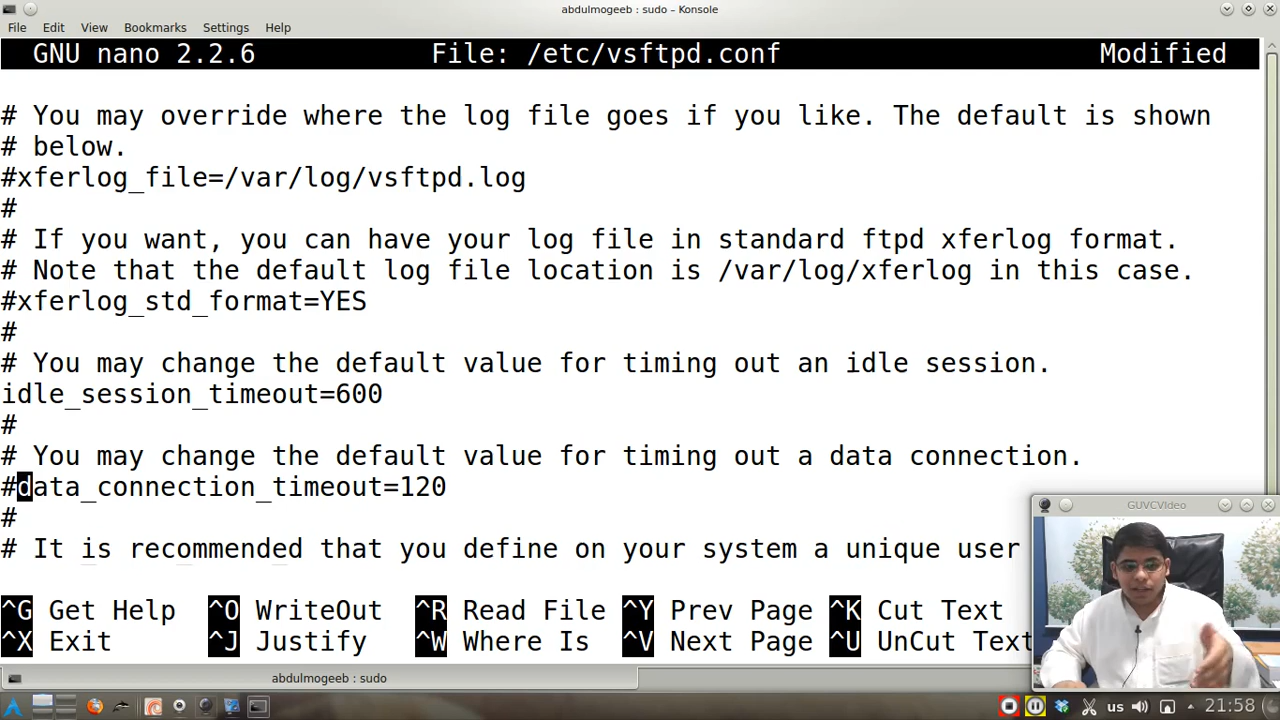 abdulmogeeb : sudo – Konsole
File Edit View Bookmarks Settings Help
GNU nano 2.2.6 File: /etc/vsftpd.conf Modified
# You may override where the log file goes if you like. The default is shown
# below.
#xferlog_file=/var/log/vsftpd.log
#
# If you want, you can have your log file in standard ftpd xferlog format.
# Note that the default log file location is /var/log/xferlog in this case.
#xferlog_std_format=YES
#
# You may change the default value for timing out an idle session.
idle_session_timeout=600
#
# You may change the default value for timing out a data connection.
#data_connection_timeout=120
#
# It is recommended that you define on your system a unique user
GUVCVideo
^G Get Help ^O WriteOut ^R Read File ^Y Prev Page ^K Cut Text
^X Exit ^J Justify ^W Where Is ^V Next Page ^U UnCut Text
abdulmogeeb : sudo
us 21:58